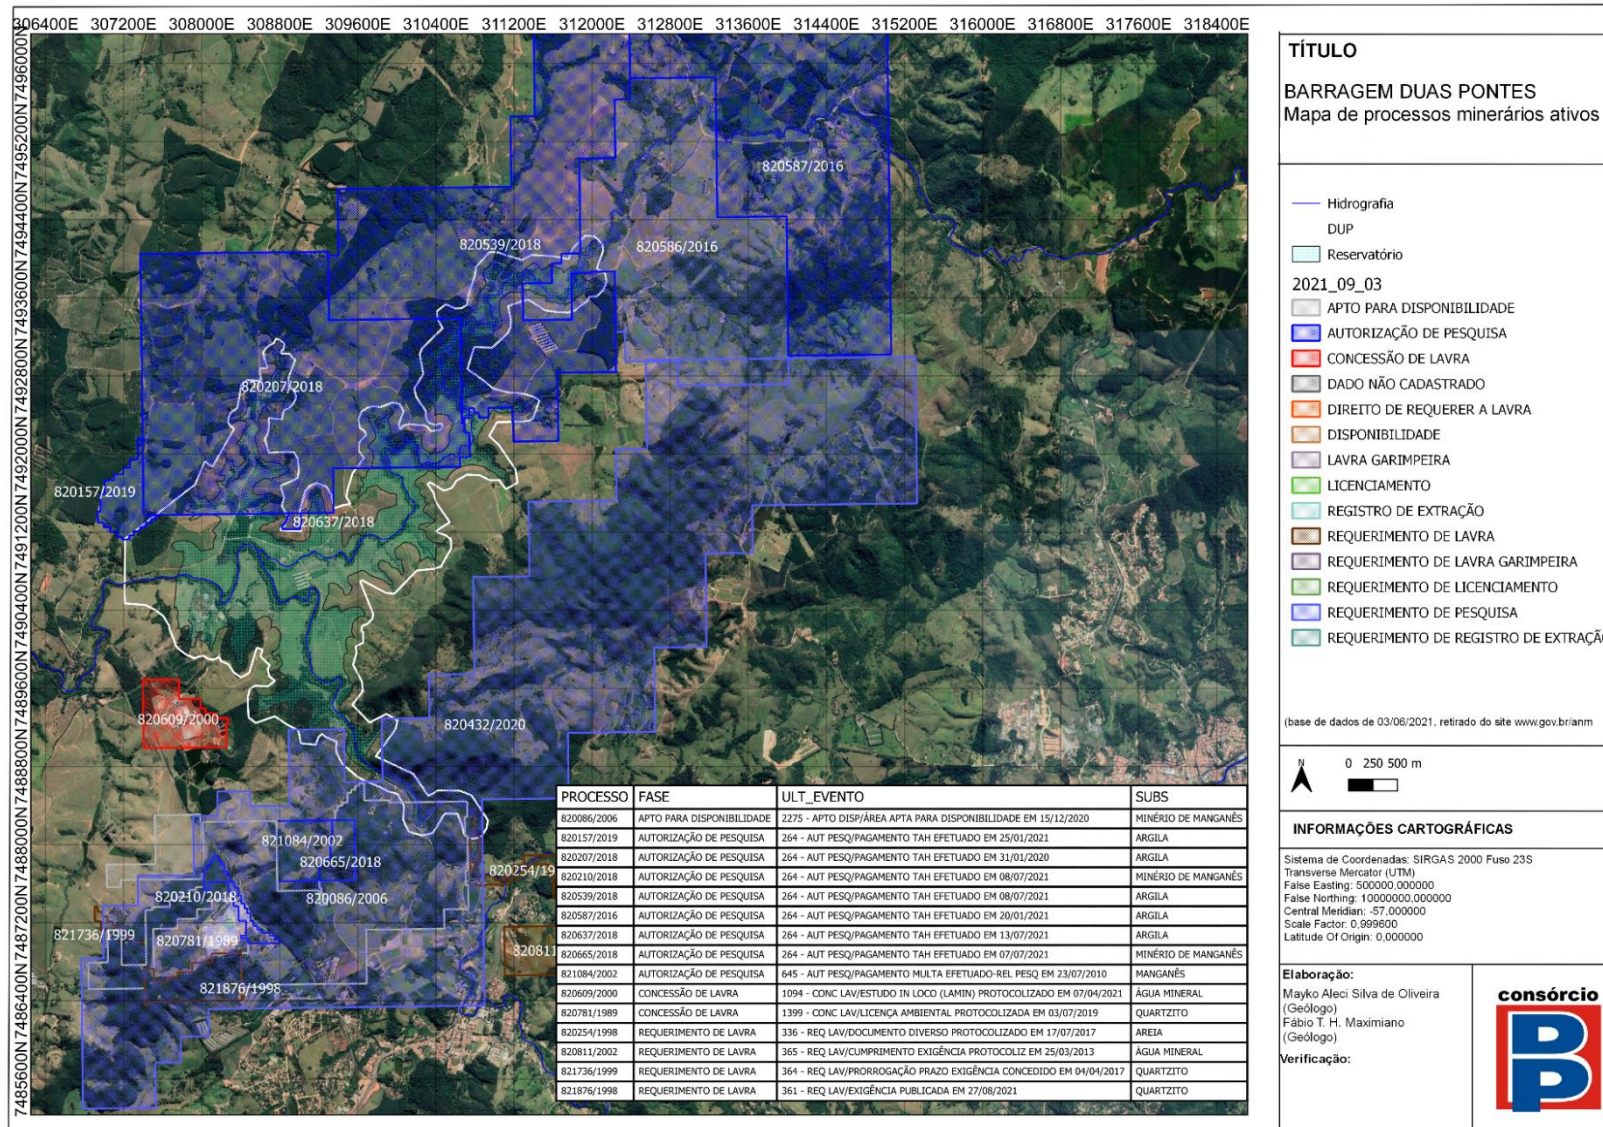 306400E 307200E 308000E 308800E 309600E 310400E 311200E 312000E 312800E 313600E 314400E 315200E 316000E 316800E 317600E 318400E
7496000N
7495200N
7494400N
7493600N
7492800N
7492000N
7491200N
7490400N
7489600N
7488800N
7488000N
7487200N
7486400N
7485600N
820587/2016
820539/2018
820586/2016
820207/2018
820157/2019
820637/2018
820609/2000
820432/2020
821084/2002
820665/2018
820254/19
820210/2018
820086/2006
821736/1999
820781/1989
820811
821876/1998
PROCESSO FASE ULT_EVENTO SUBS
820086/2006 APTO PARA DISPONIBILIDADE 2275 - APTO DISP/ÁREA APTA PARA DISPONIBILIDADE EM 15/12/2020 MINÉRIO DE MANGANÊS
820157/2019 AUTORIZAÇÃO DE PESQUISA 264 - AUT PESQ/PAGAMENTO TAH EFETUADO EM 25/01/2021 ARGILA
820207/2018 AUTORIZAÇÃO DE PESQUISA 264 - AUT PESQ/PAGAMENTO TAH EFETUADO EM 31/01/2020 ARGILA
820210/2018 AUTORIZAÇÃO DE PESQUISA 264 - AUT PESQ/PAGAMENTO TAH EFETUADO EM 08/07/2021 MINÉRIO DE MANGANÊS
820539/2018 AUTORIZAÇÃO DE PESQUISA 264 - AUT PESQ/PAGAMENTO TAH EFETUADO EM 08/07/2021 ARGILA
820587/2016 AUTORIZAÇÃO DE PESQUISA 264 - AUT PESQ/PAGAMENTO TAH EFETUADO EM 20/01/2021 ARGILA
820637/2018 AUTORIZAÇÃO DE PESQUISA 264 - AUT PESQ/PAGAMENTO TAH EFETUADO EM 13/07/2021 ARGILA
820665/2018 AUTORIZAÇÃO DE PESQUISA 264 - AUT PESQ/PAGAMENTO TAH EFETUADO EM 07/07/2021 MINÉRIO DE MANGANÊS
821084/2002 AUTORIZAÇÃO DE PESQUISA 645 - AUT PESQ/PAGAMENTO MULTA EFETUADO-REL PESQ EM 23/07/2010 MANGANÊS
820609/2000 CONCESSÃO DE LAVRA 1094 - CONC LAV/ESTUDO IN LOCO (LAMIN) PROTOCOLIZADO EM 07/04/2021 ÁGUA MINERAL
820781/1989 CONCESSÃO DE LAVRA 1399 - CONC LAV/LICENÇA AMBIENTAL PROTOCOLIZADA EM 03/07/2019 QUARTZITO
820254/1998 REQUERIMENTO DE LAVRA 336 - REQ LAV/DOCUMENTO DIVERSO PROTOCOLIZADO EM 17/07/2017 AREIA
820811/2002 REQUERIMENTO DE LAVRA 365 - REQ LAV/CUMPRIMENTO EXIGÊNCIA PROTOCOLIZ EM 25/03/2013 ÁGUA MINERAL
821736/1999 REQUERIMENTO DE LAVRA 364 - REQ LAV/PRORROGAÇÃO PRAZO EXIGÊNCIA CONCEDIDO EM 04/04/2017 QUARTZITO
821876/1998 REQUERIMENTO DE LAVRA 361 - REQ LAV/EXIGÊNCIA PUBLICADA EM 27/08/2021 QUARTZITO
TÍTULO
BARRAGEM DUAS PONTES
Mapa de processos minerários ativos
Hidrografia
DUP
Reservatório
2021_09_03
APTO PARA DISPONIBILIDADE
AUTORIZAÇÃO DE PESQUISA
CONCESSÃO DE LAVRA
DADO NÃO CADASTRADO
DIREITO DE REQUERER A LAVRA
DISPONIBILIDADE
LAVRA GARIMPEIRA
LICENCIAMENTO
REGISTRO DE EXTRAÇÃO
REQUERIMENTO DE LAVRA
REQUERIMENTO DE LAVRA GARIMPEIRA
REQUERIMENTO DE LICENCIAMENTO
REQUERIMENTO DE PESQUISA
REQUERIMENTO DE REGISTRO DE EXTRAÇÃO
(base de dados de 03/06/2021, retirado do site www.gov.br/anm
N
0 250 500 m
INFORMAÇÕES CARTOGRÁFICAS
Sistema de Coordenadas: SIRGAS 2000 Fuso 23S
Transverse Mercator (UTM)
False Easting: 500000,000000
False Northing: 10000000,000000
Central Meridian: -57,000000
Scale Factor: 0,999600
Latitude Of Origin: 0,000000
Elaboração:
Mayko Aleci Silva de Oliveira
(Geólogo)
Fábio T. H. Maximiano
(Geólogo)
Verificação:
consórcio
BP